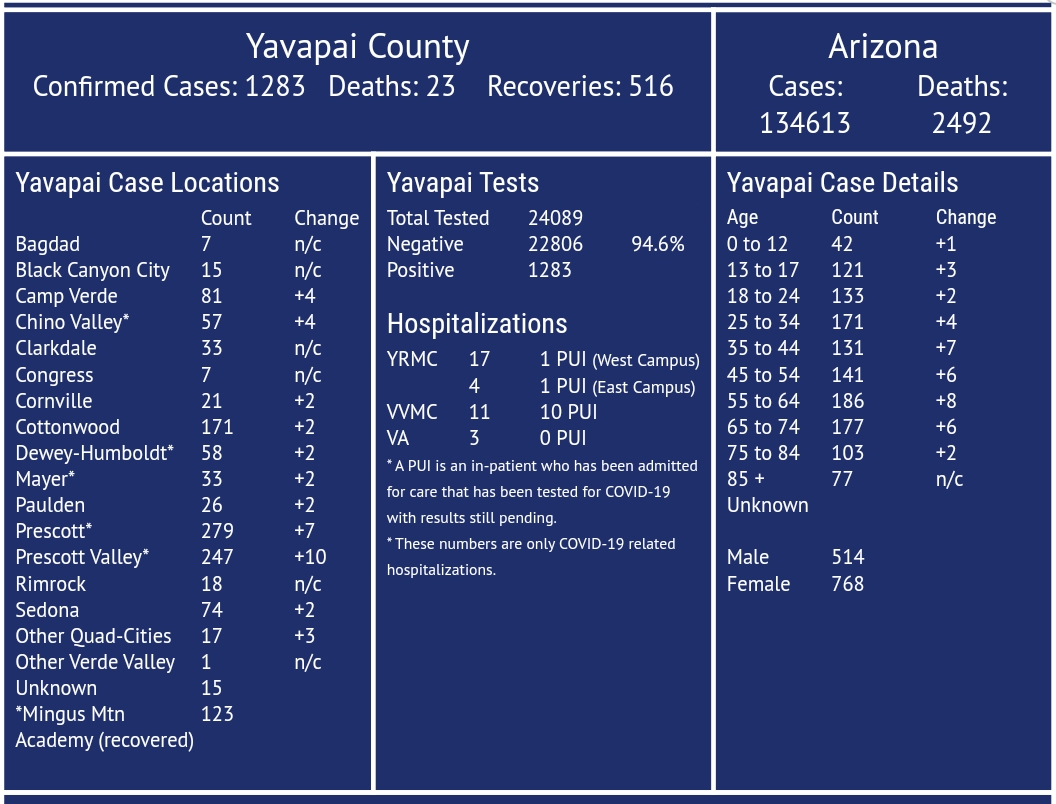 Yavapai County
Confirmed Cases: 1283 Deaths: 23 Recoveries: 516
Arizona
Cases: Deaths:
134613 2492
Yavapai Case Locations
Count Change
Bagdad 7 n/c
Black Canyon City 15 n/c
Camp Verde 81 +4
Chino Valley* 57 +4
Clarkdale 33 n/c
Congress 7 n/c
Cornville 21 +2
Cottonwood 171 +2
Dewey-Humboldt* 58 +2
Mayer* 33 +2
Paulden 26 +2
Prescott* 279 +7
Prescott Valley* 247 +10
Rimrock 18 n/c
Sedona 74 +2
Other Quad-Cities 17 +3
Other Verde Valley 1 n/c
Unknown 15
*Mingus Mtn 123
Academy (recovered)
Yavapai Tests
Total Tested 24089
Negative 22806 94.6%
Positive 1283
Hospitalizations
YRMC 17 1 PUI (West Campus)
4 1 PUI (East Campus)
VVMC 11 10 PUI
VA 3 0 PUI
* A PUI is an in-patient who has been admitted
for care that has been tested for COVID-19
with results still pending.
* These numbers are only COVID-19 related
hospitalizations.
Yavapai Case Details
Age Count Change
0 to 12 42 +1
13 to 17 121 +3
18 to 24 133 +2
25 to 34 171 +4
35 to 44 131 +7
45 to 54 141 +6
55 to 64 186 +8
65 to 74 177 +6
75 to 84 103 +2
85 + 77 n/c
Unknown
Male 514
Female 768